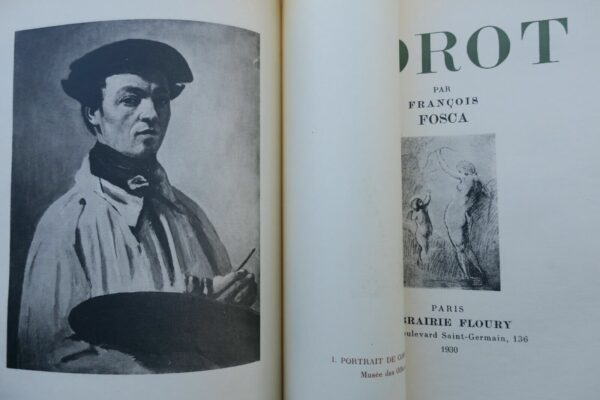 OROT
PAR
FRANÇOIS
FOSCA
PARIS
BRAIRIE FLOURY
oulevard Saint-Germain, 136
1930
1. PORTRAIT DE CO
Musée des Offi